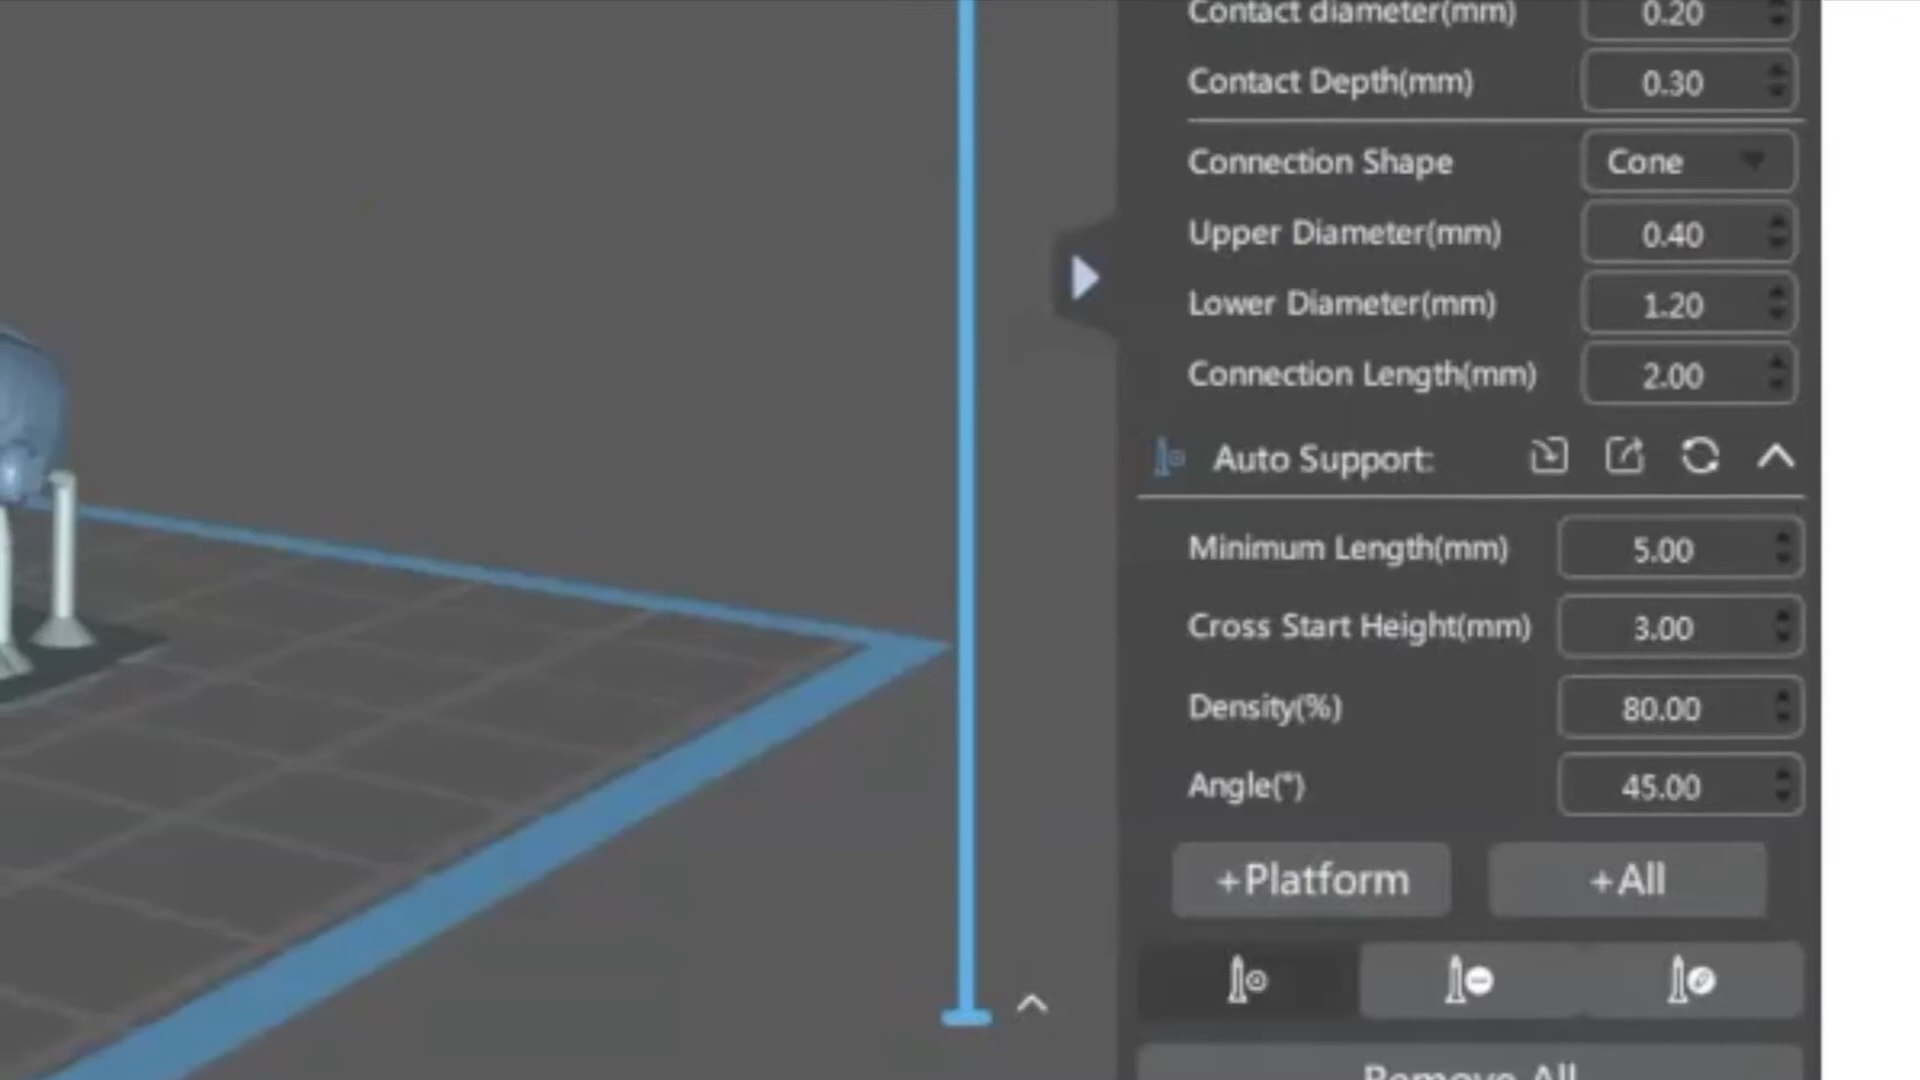 Contact diameter(mm) 0.20
Contact Depth(mm) 0.30
Connection Shape Cone
Upper Diameter(mm) 0.40
Lower Diameter(mm) 1.20
Connection Length(mm) 2.00
Auto Support:
Minimum Length(mm) 5.00
Cross Start Height(mm) 3.00
Density(%) 80.00
Angle(°) 45.00
+Platform +All
Remove All